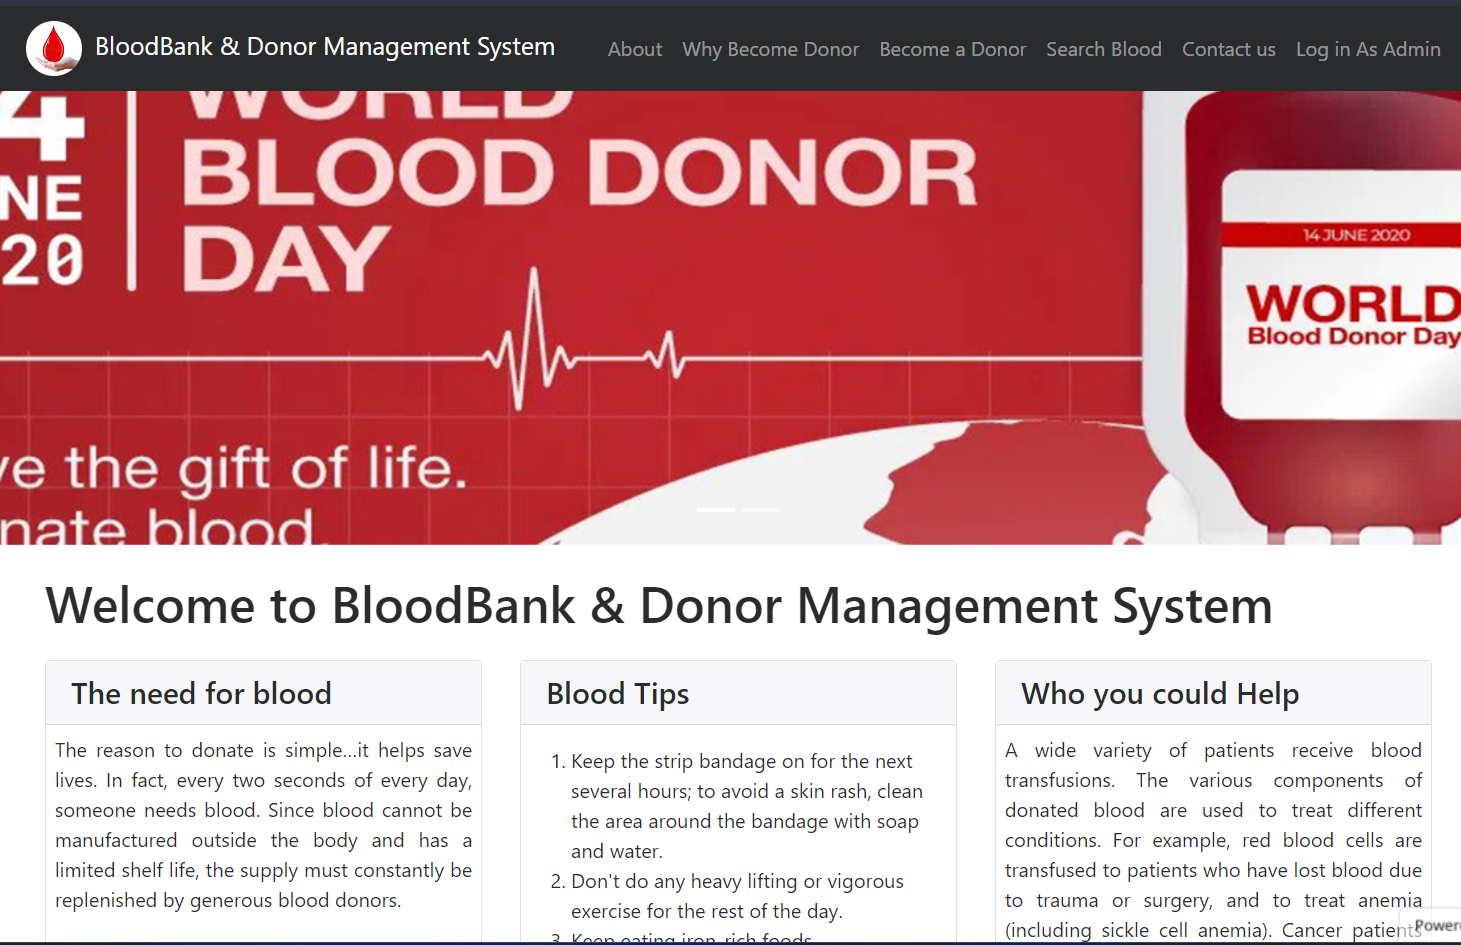 BloodBank & Donor Management System
About Why Become Donor Become a Donor Search Blood Contact us Log in As Admin
4
NE
20
WORLD
BLOOD DONOR
DAY
14 JUNE 2020
WORLD
Blood Donor Day
ve the gift of life.
nate blood.
Welcome to BloodBank & Donor Management System
The need for blood
The reason to donate is simple...it helps save
lives. In fact, every two seconds of every day,
someone needs blood. Since blood cannot be
manufactured outside the body and has a
limited shelf life, the supply must constantly be
replenished by generous blood donors.
Blood Tips
1. Keep the strip bandage on for the next
several hours; to avoid a skin rash, clean
the area around the bandage with soap
and water.
2. Don't do any heavy lifting or vigorous
exercise for the rest of the day.
3. Keep eating iron-rich foods
Who you could Help
A wide variety of patients receive blood
transfusions. The various components of
donated blood are used to treat different
conditions. For example, red blood cells are
transfused to patients who have lost blood due
to trauma or surgery, and to treat anemia
(including sickle cell anemia). Cancer patients
Power